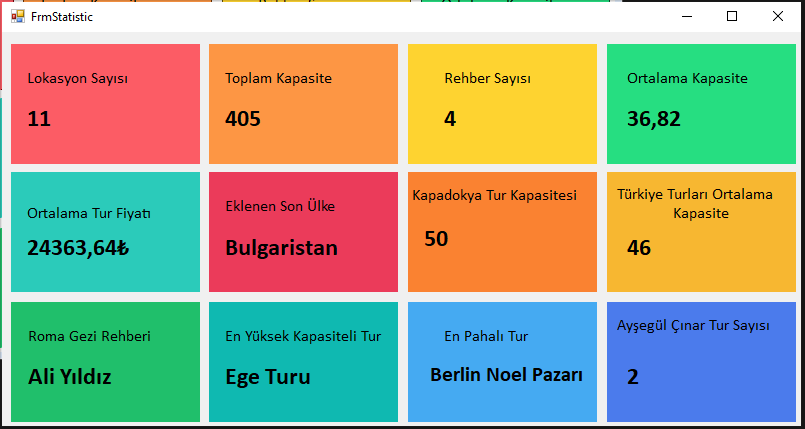 FrmStatistic
Lokasyon Sayısı
11
Toplam Kapasite
405
Rehber Sayısı
4
Ortalama Kapasite
36,82
Ortalama Tur Fiyatı
24363,64₺
Eklenen Son Ülke
Bulgaristan
Kapadokya Tur Kapasitesi
50
Türkiye Turları Ortalama
Kapasite
46
Roma Gezi Rehberi
Ali Yıldız
En Yüksek Kapasiteli Tur
Ege Turu
En Pahalı Tur
Berlin Noel Pazarı
Ayşegül Çınar Tur Sayısı
2